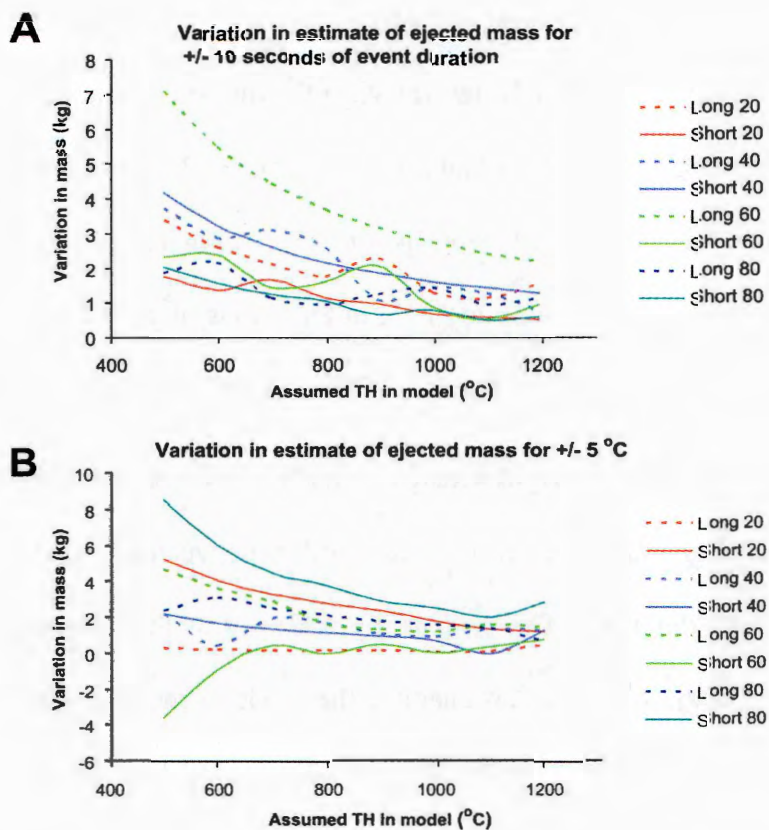 A
Variation in estimate of ejected mass for
+/- 10 seconds of event duration
Variation in mass (kg)
8
7
6
5
4
3
2
1
0
400
600
800
1000
1200
Assumed TH in model (°C)
Long 20
Short 20
Long 40
Short 40
Long 60
Short 60
Long 80
Short 80
B
Variation in estimate of ejected mass for +/- 5 °C
Variation in mass (kg)
10
8
6
4
2
0
-2
-4
-6
400
600
800
1000
1200
Assumed TH in model (°C)
Long 20
Short 20
Long 40
Short 40
Long 60
Short 60
Long 80
Short 80